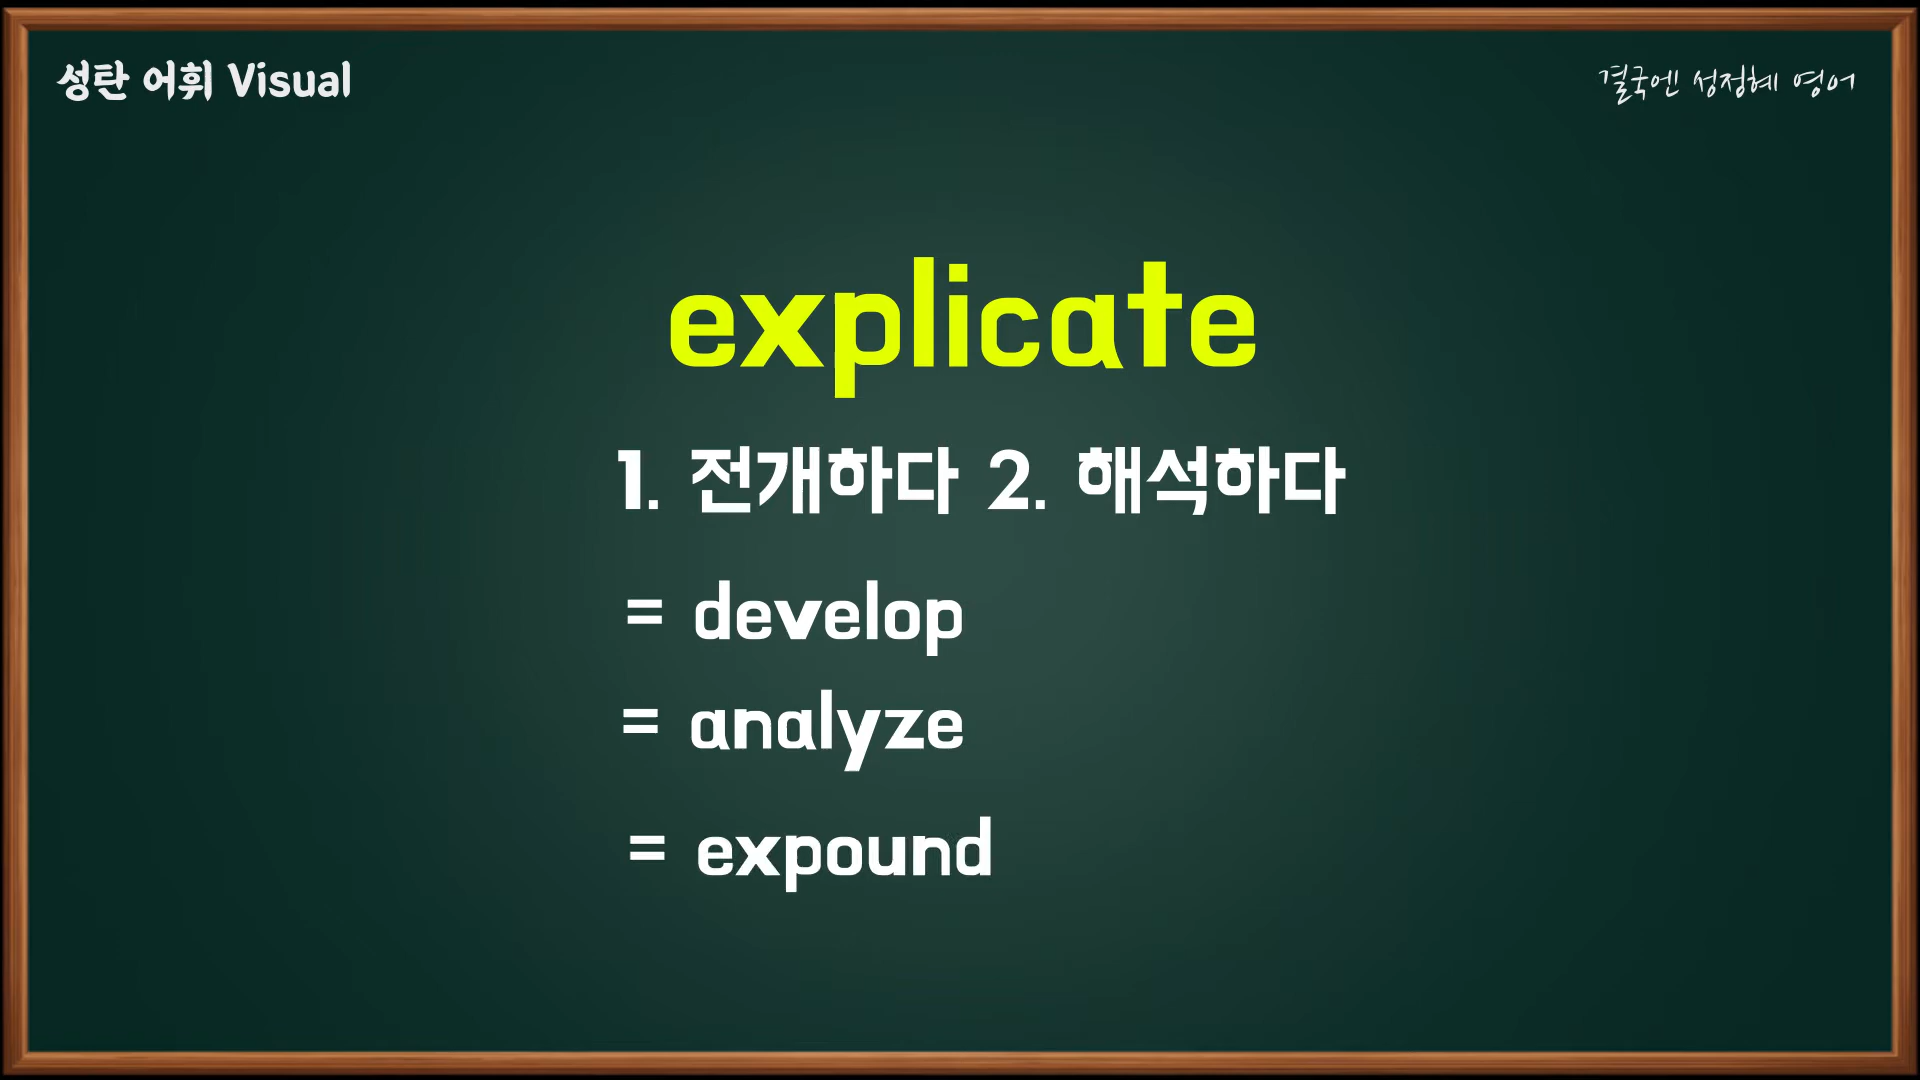 성탄 어휘 Visual
결국엔 성정혜 영어
explicate
1. 전개하다 2. 해석하다
= develop
= analyze
= expound